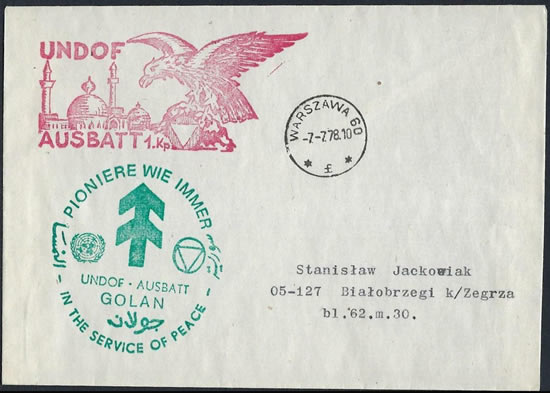 UNDOF
AUSBATT 1.Kp
WARSZAWA 60
-7.-7.78.10
* £ *
PIONIERE WIE IMMER
النمسا
UNDOF · AUSBATT
GOLAN
جولان
- IN THE SERVICE OF PEACE -
Stanisław Jackowiak
05-127 Białobrzegi k/Zegrza
bl.62.m.30.